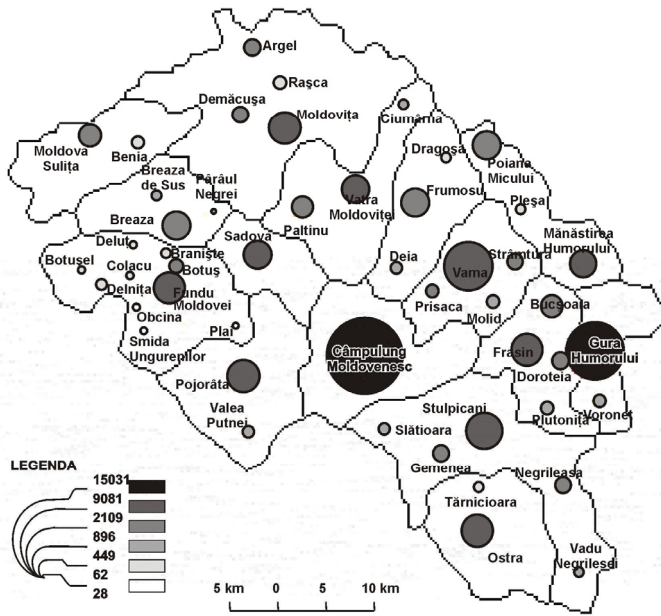 Argel
Rașca
Demăcușa
Moldovița
Ciumârna
Moldova
Sulița
Benia
Dragoșa
Poiana
Micului
Breaza
de Sus
Pârâul
Negrei
Vatra
Moldoviței
Frumosu
Pleșa
Breaza
Paltinu
Mănăstirea
Humorului
Deluț
Sadova
Botușel
Colacu
Braniște
Botuș
Deia
Vama
Strâmtura
Delnița
Fundu
Moldovei
Prisaca
Molid
Bucșoaia
Obcina
Plai
Smida
Ungurenilor
Câmpulung
Moldovenesc
Frasin
Gura
Humorului
Pojorâta
Doroteia
Valea
Putnei
Stulpicani
Plutonița
Voroneț
Slătioara
Gemenea
Negrileasa
LEGENDA
15031
9081
2109
896
449
62
28
Tărnicioara
Ostra
Vadu
Negrilesei
5 km 0 10 km